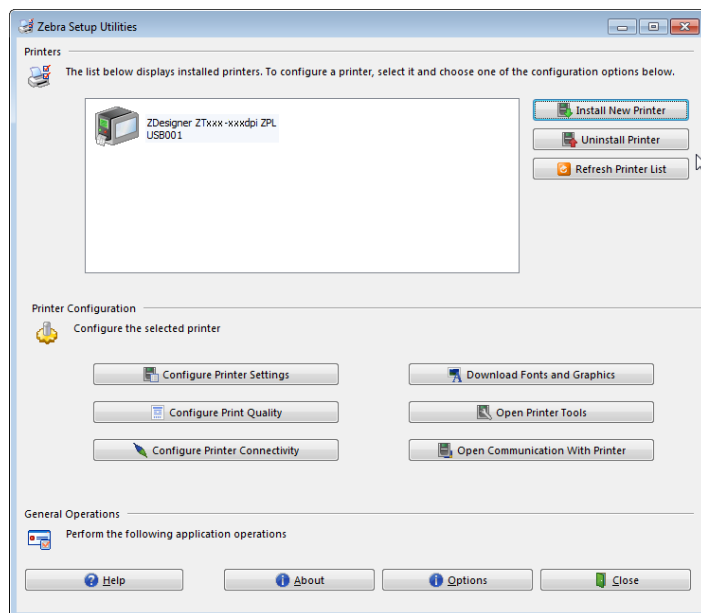 Zebra Setup Utilities
Printers
The list below displays installed printers. To configure a printer, select it and choose one of the configuration options below.
ZDesigner ZTxxx-xxxdpi ZPL
USB001
Install New Printer
Uninstall Printer
Refresh Printer List
Printer Configuration
Configure the selected printer
Configure Printer Settings
Download Fonts and Graphics
Configure Print Quality
Open Printer Tools
Configure Printer Connectivity
Open Communication With Printer
General Operations
Perform the following application operations
Help
About
Options
Close